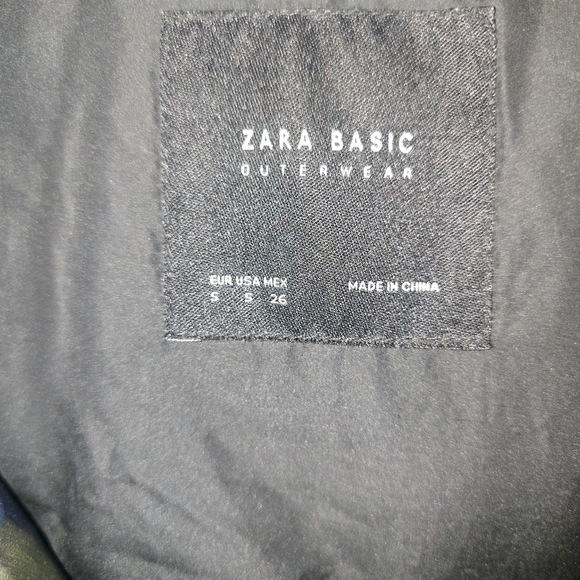 ZARA BASIC
OUTERWEAR
EUR USA MEX
S S 26
MADE IN CHINA